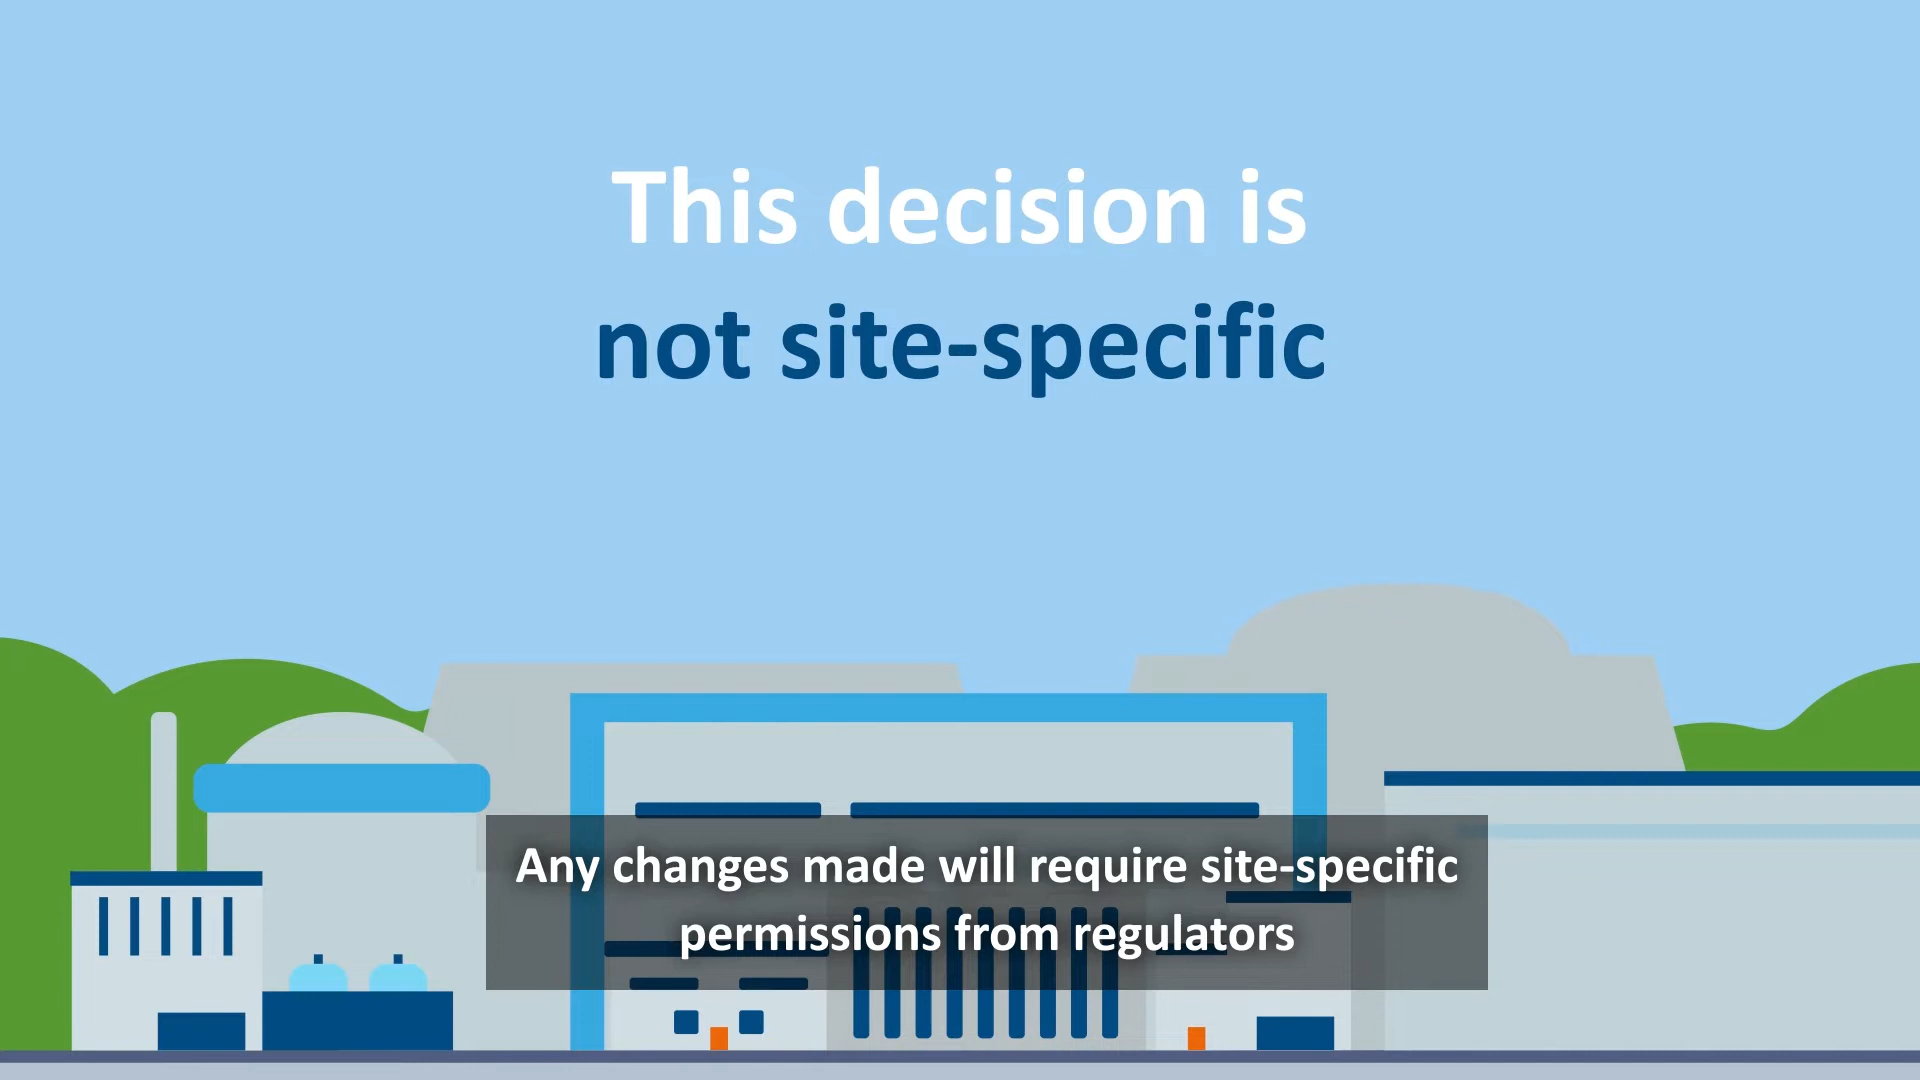 This decision is
not site-specific
Any changes made will require site-specific
permissions from regulators